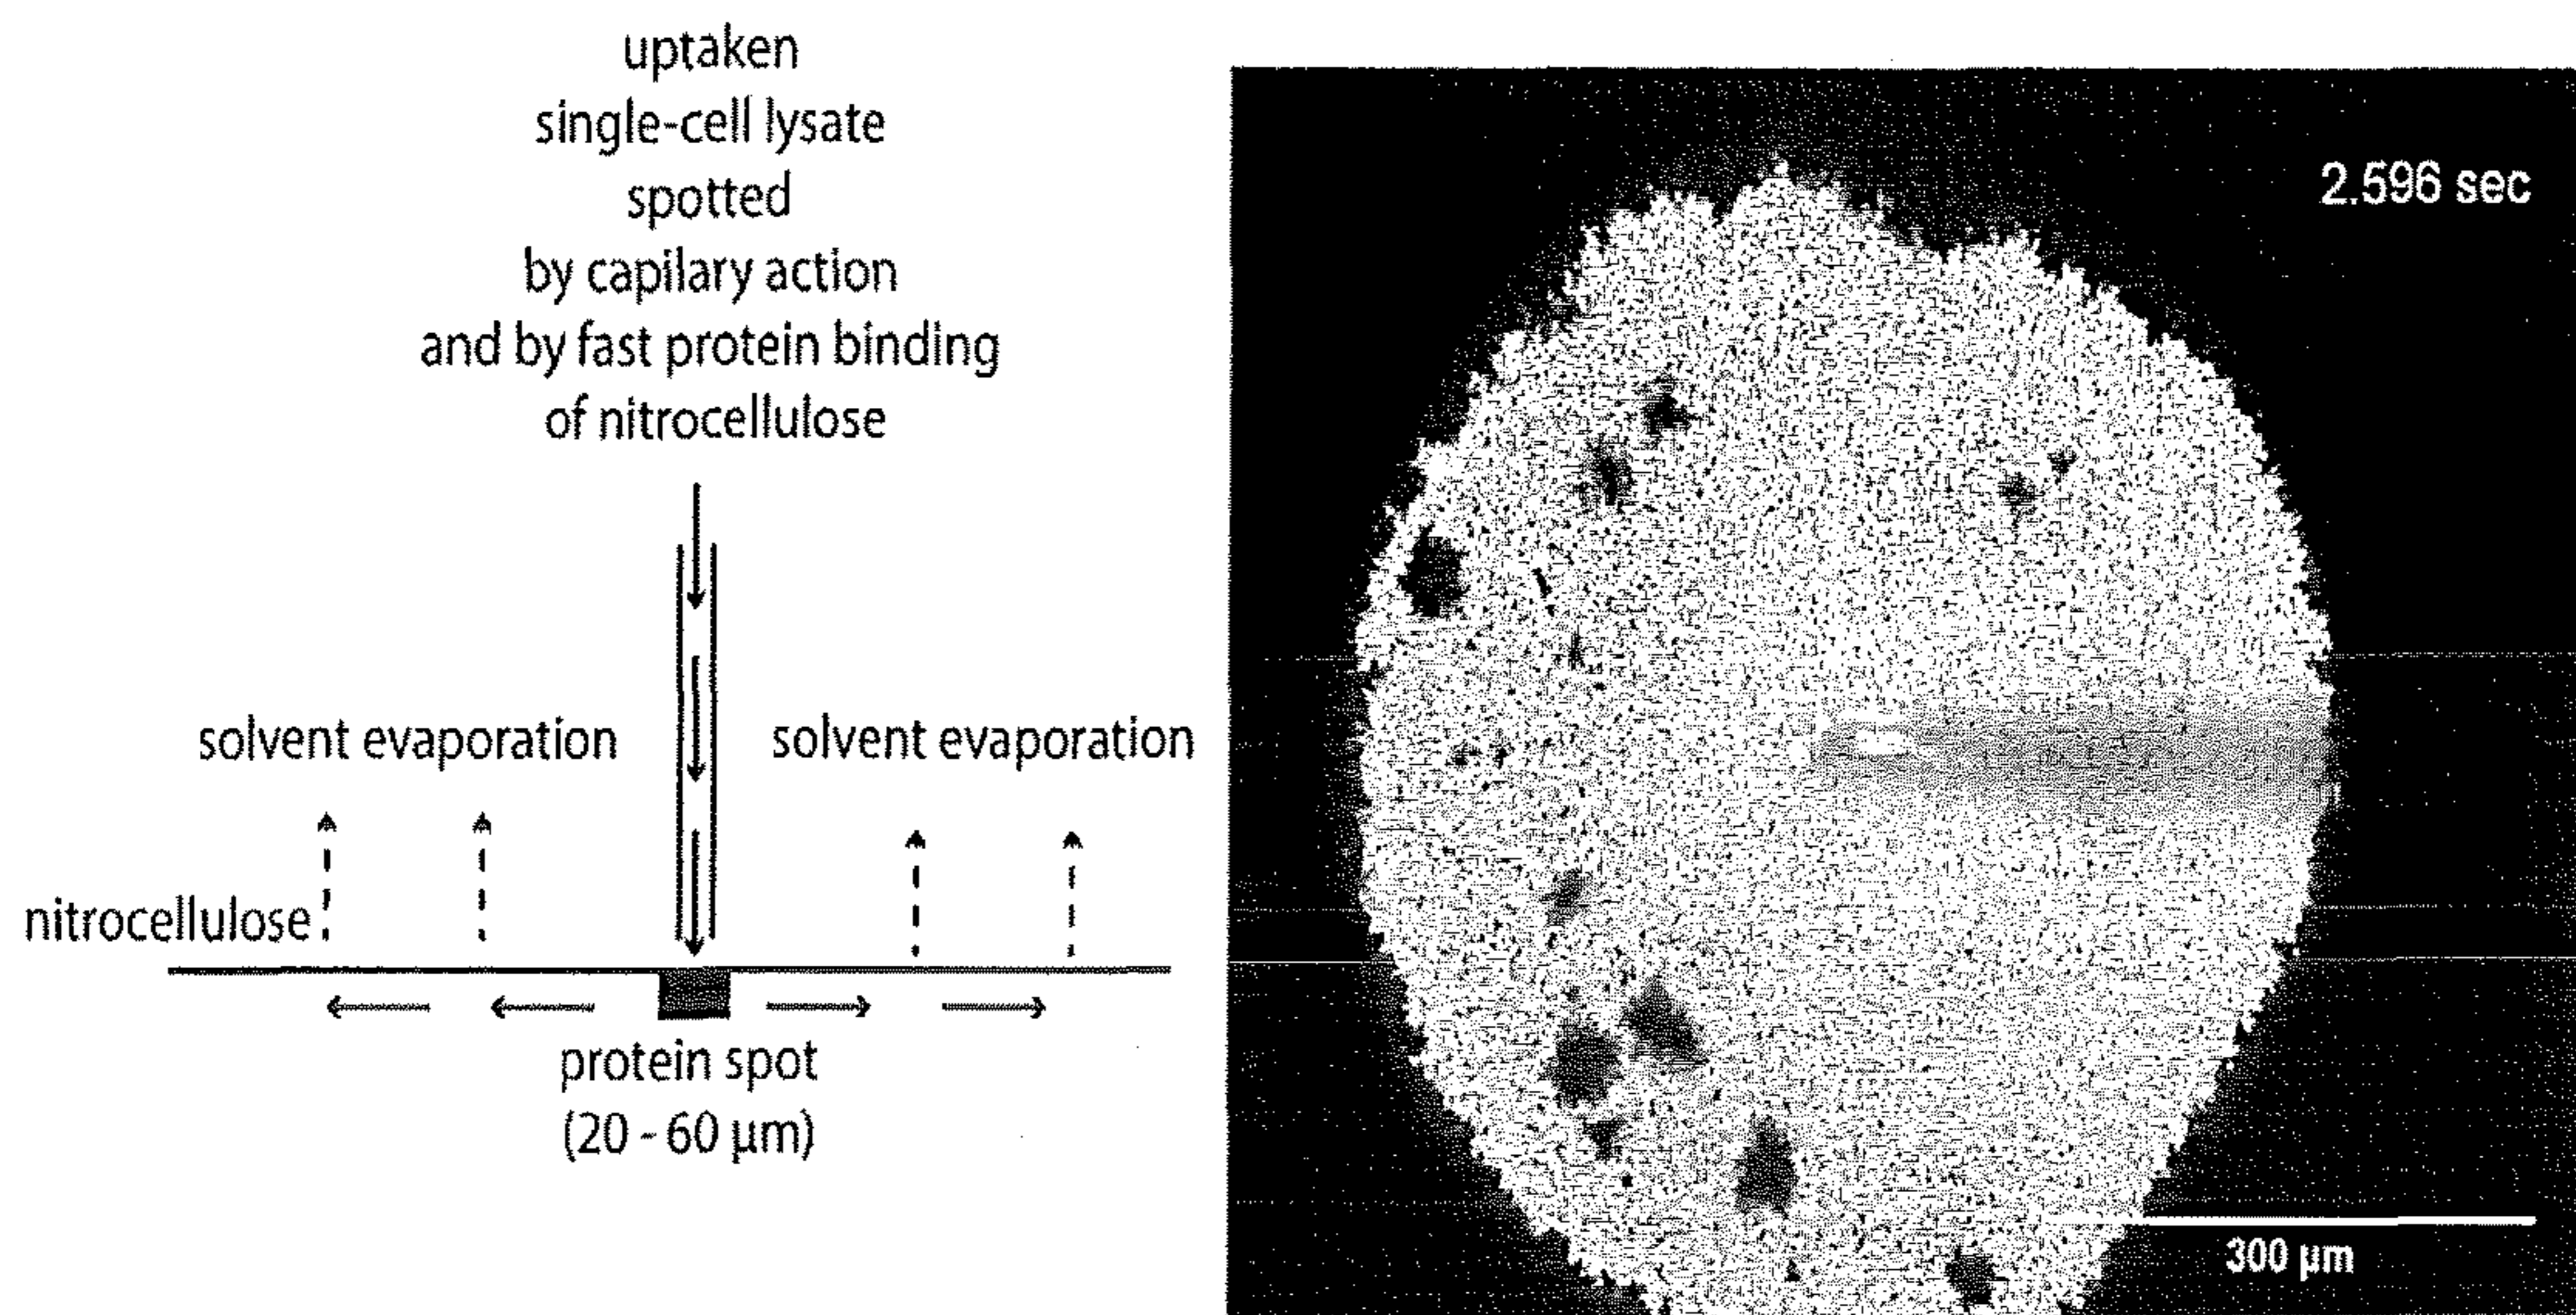 uptaken
single-cell lysate
spotted
by capilary action
and by fast protein binding
of nitrocellulose
solvent evaporation
solvent evaporation
nitrocellulose
protein spot
(20 - 60 µm)
2.596 sec
300 µm